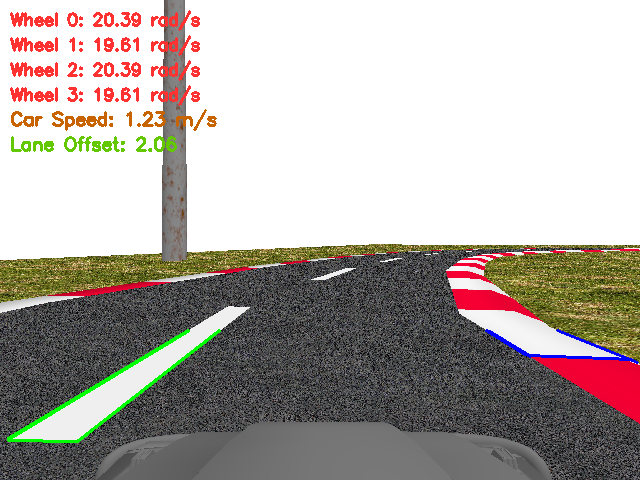 Wheel 0: 20.39 rad/s
Wheel 1: 19.61 rad/s
Wheel 2: 20.39 rad/s
Wheel 3: 19.61 rad/s
Car Speed: 1.23 m/s
Lane Offset: 2.06